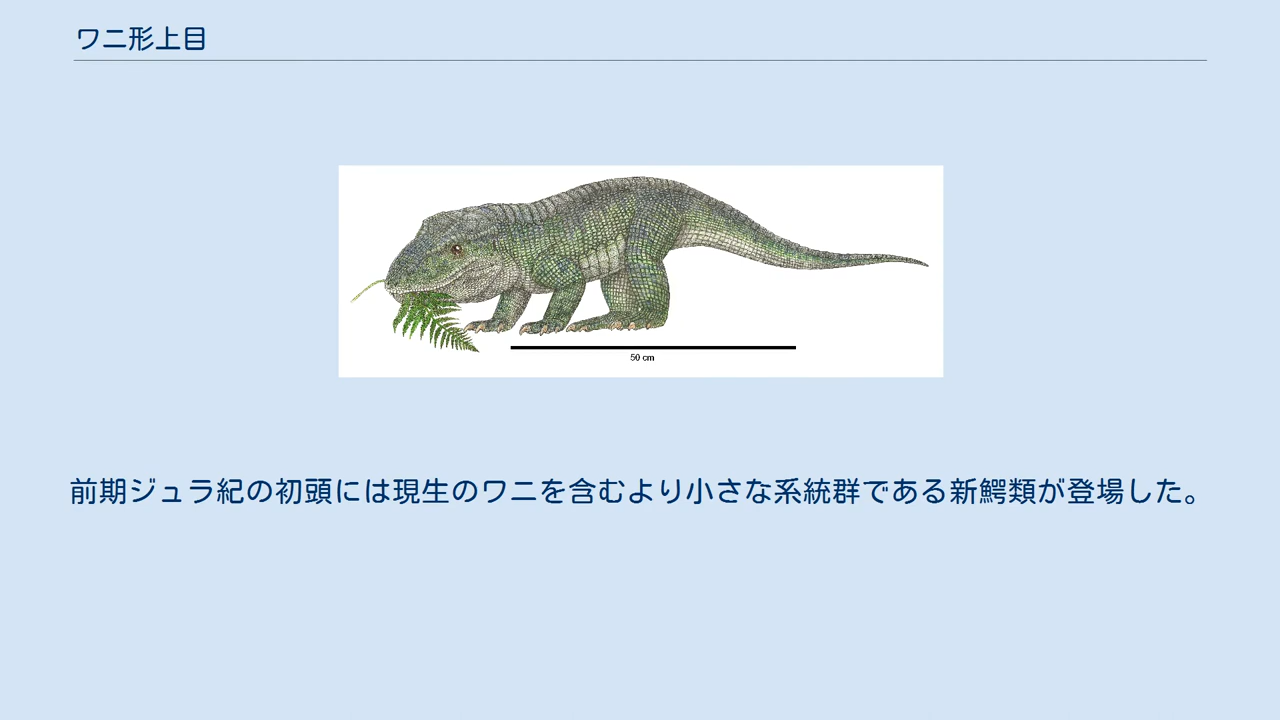 ワニ形上目
50 cm
前期ジュラ紀の初頭には現生のワニを含むより小さな系統群である新鰐類が登場した。